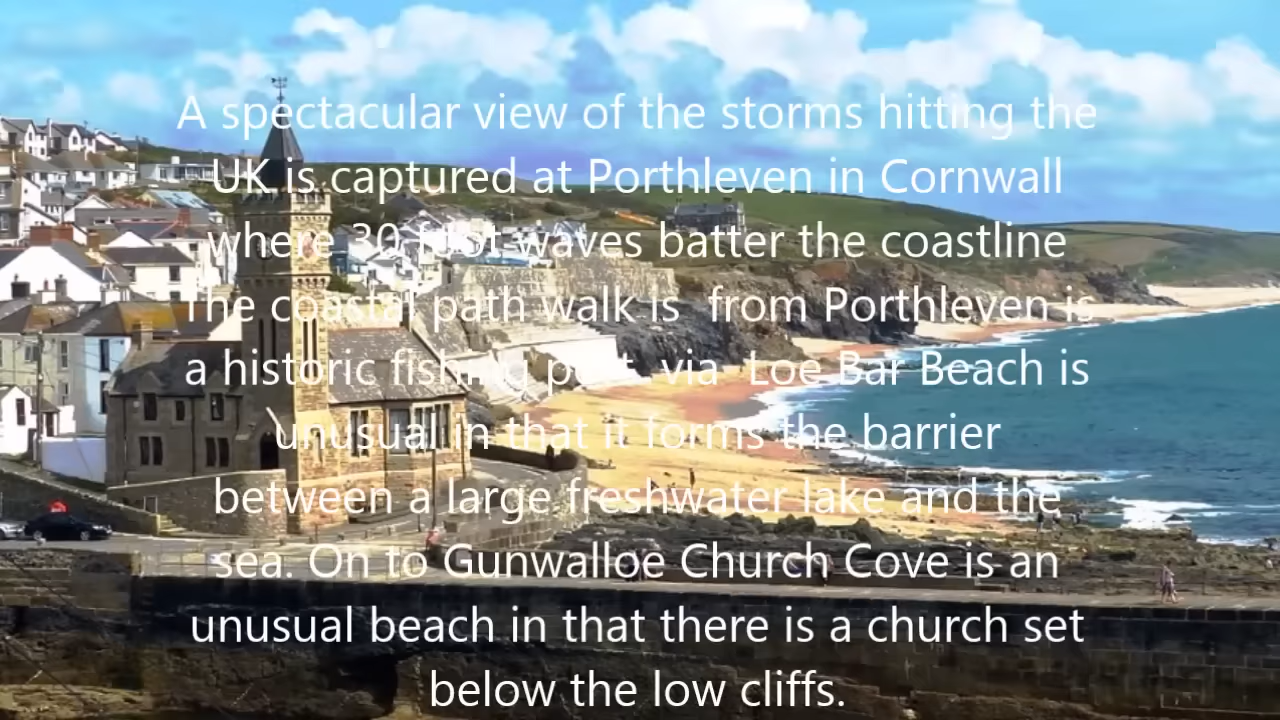 A spectacular view of the storms hitting the
UK is captured at Porthleven in Cornwall
where 30 foot waves batter the coastline
The coastal path walk is  from Porthleven is
a historic fishing port  via  Loe Bar Beach is
unusual in that it forms the barrier
between a large freshwater lake and the
sea. On to Gunwalloe Church Cove is an
unusual beach in that there is a church set
below the low cliffs.